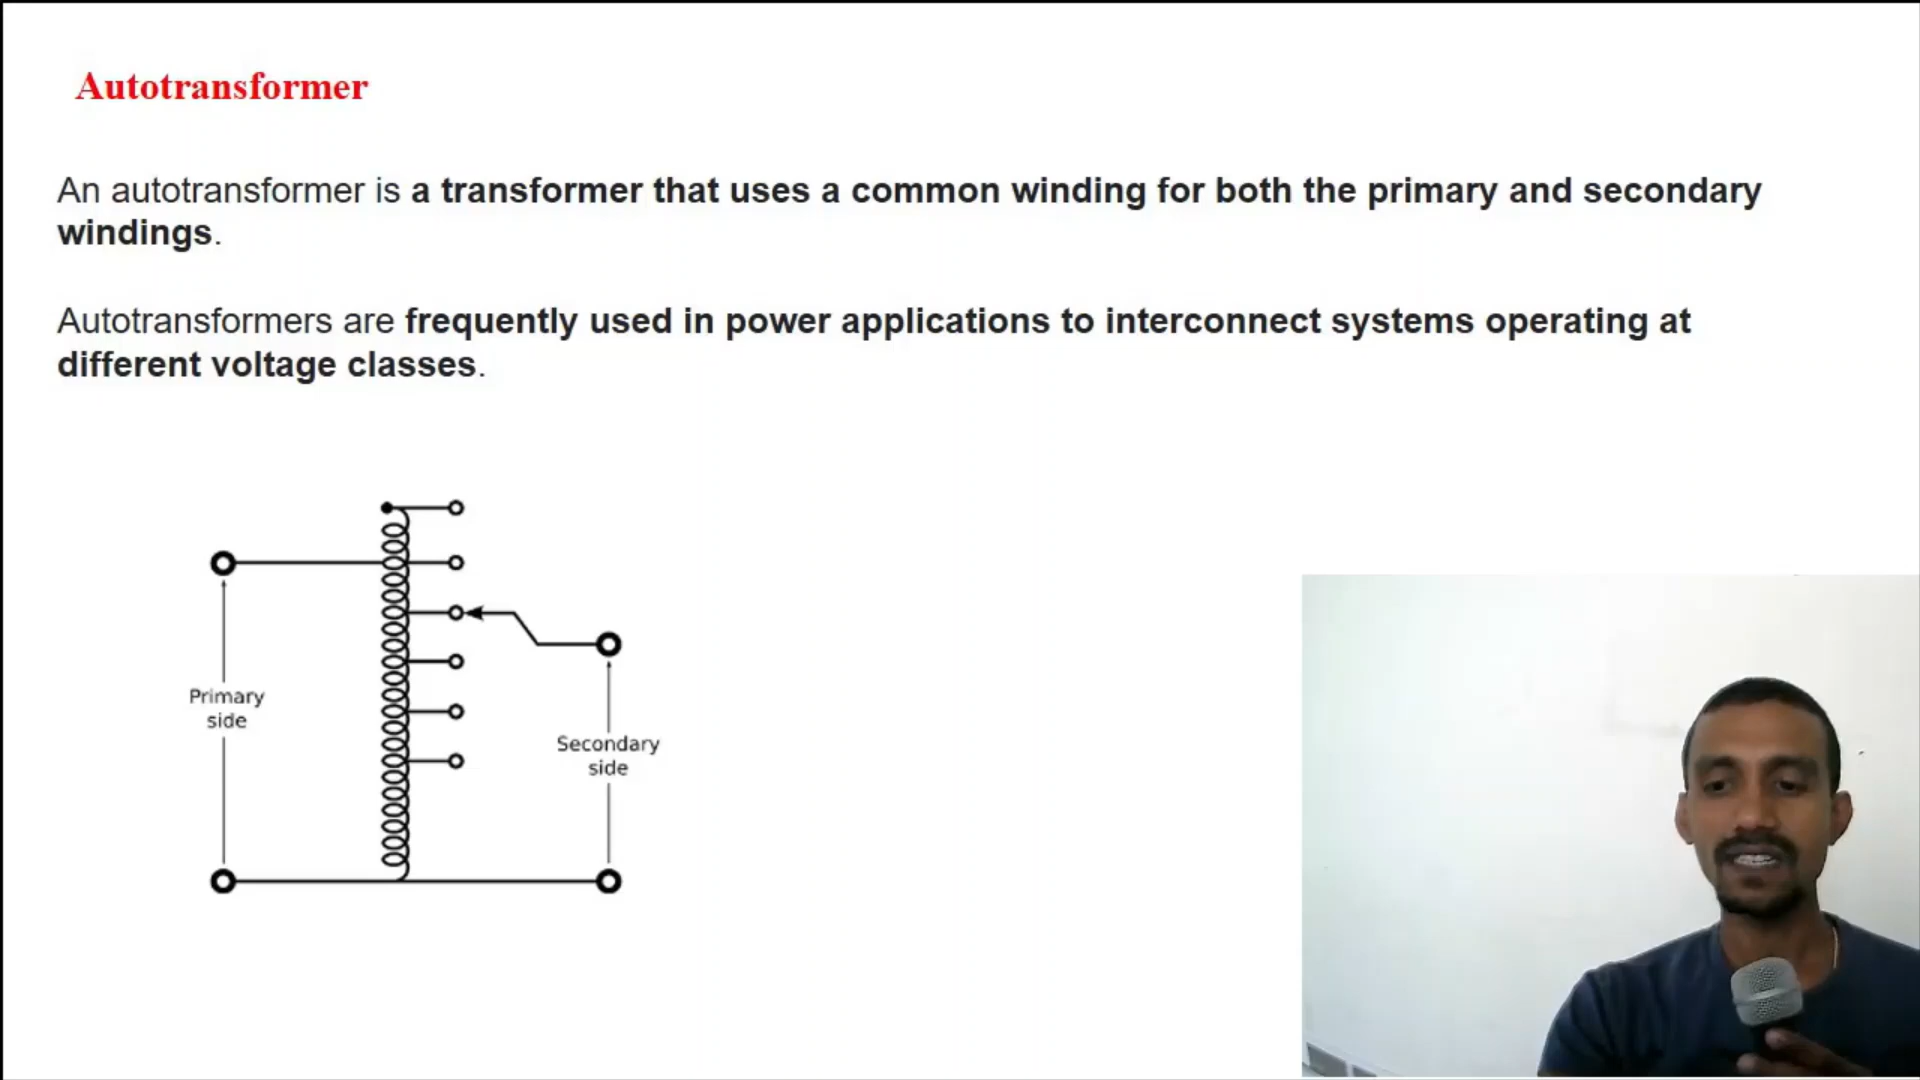 Autotransformer
An autotransformer is a transformer that uses a common winding for both the primary and secondary
windings.
Autotransformers are frequently used in power applications to interconnect systems operating at
different voltage classes.
Primary
side
Secondary
side